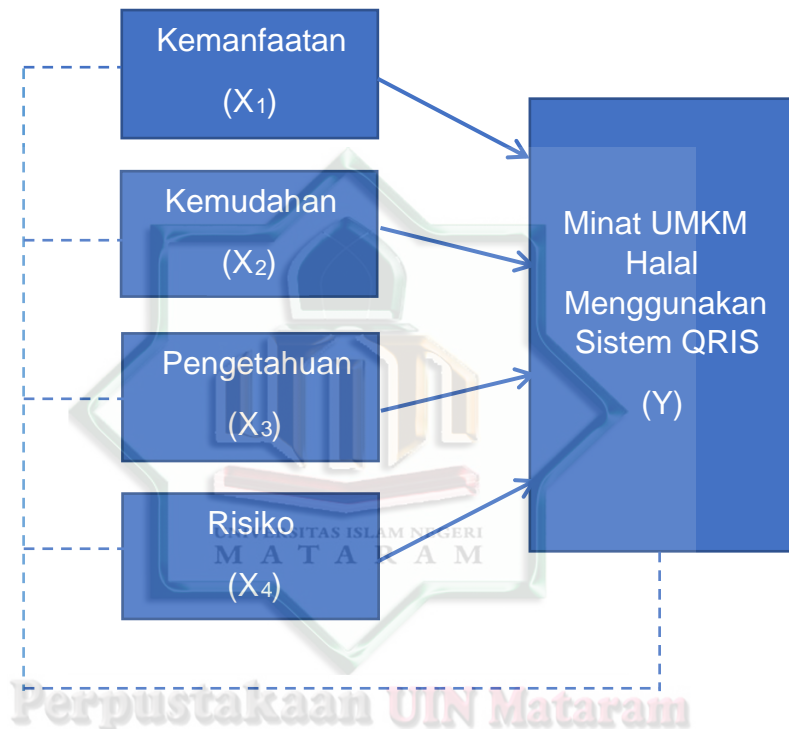 Kemanfaatan
(X1)
Kemudahan
(X2)
Pengetahuan
(X3)
Risiko
(X4)
Minat UMKM
Halal
Menggunakan
Sistem QRIS
(Y)
UNIVERSITAS ISLAM NEGERI
MATARAM
Perpustakaan UIN Mataram